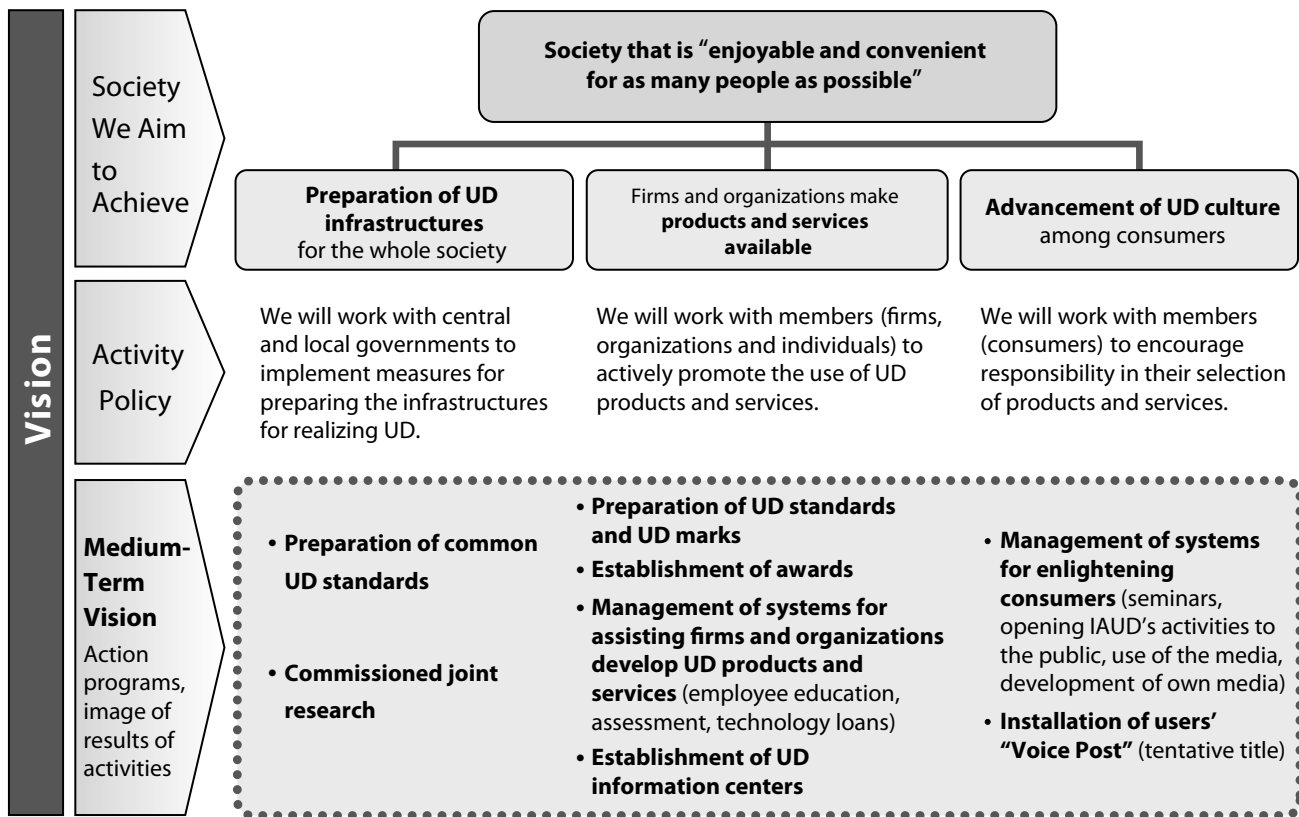 Vision
Society
We Aim
to
Achieve
Society that is “enjoyable and convenient
for as many people as possible”
Preparation of UD
infrastructures
for the whole society
Firms and organizations make
products and services
available
Advancement of UD culture
among consumers
Activity
Policy
We will work with central
and local governments to
implement measures for
preparing the infrastructures
for realizing UD.
We will work with members (firms,
organizations and individuals) to
actively promote the use of UD
products and services.
We will work with members
(consumers) to encourage
responsibility in their selection
of products and services.
Medium-
Term
Vision
Action
programs,
image of
results of
activities
• Preparation of common
UD standards
• Commissioned joint
research
• Preparation of UD standards
and UD marks
• Establishment of awards
• Management of systems for
assisting firms and organizations
develop UD products and
services (employee education,
assessment, technology loans)
• Establishment of UD
information centers
• Management of systems
for enlightening
consumers (seminars,
opening IAUD’s activities to
the public, use of the media,
development of own media)
• Installation of users’
“Voice Post” (tentative title)